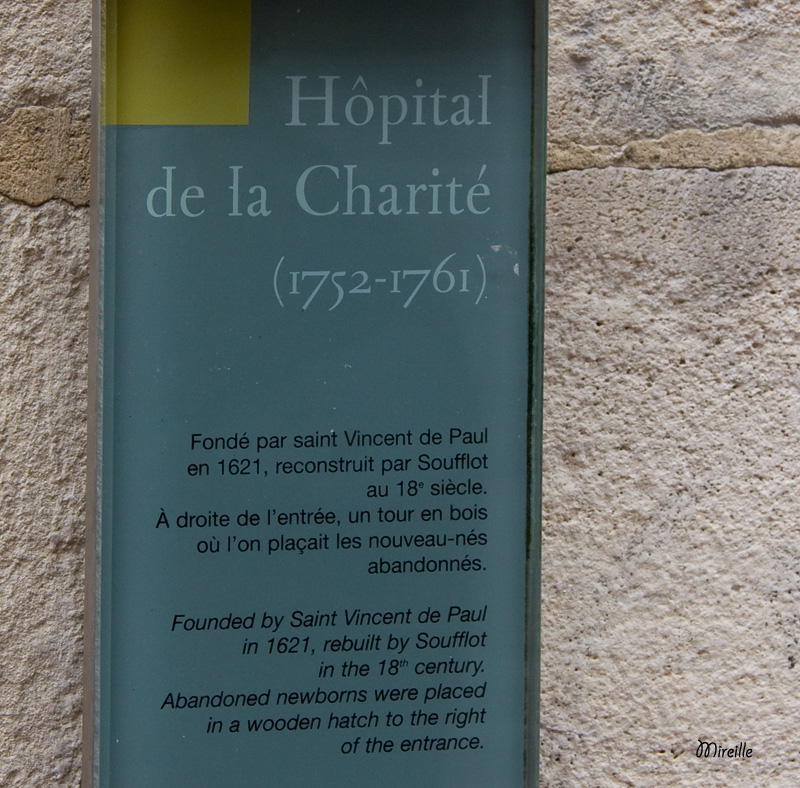 Hôpital
de la Charité
(1752-1761)
Fondé par saint Vincent de Paul
en 1621, reconstruit par Soufflot
au 18e siècle.
À droite de l'entrée, un tour en bois
où l'on plaçait les nouveau-nés
abandonnés.
Founded by Saint Vincent de Paul
in 1621, rebuilt by Soufflot
in the 18th century.
Abandoned newborns were placed
in a wooden hatch to the right
of the entrance.
Mireille